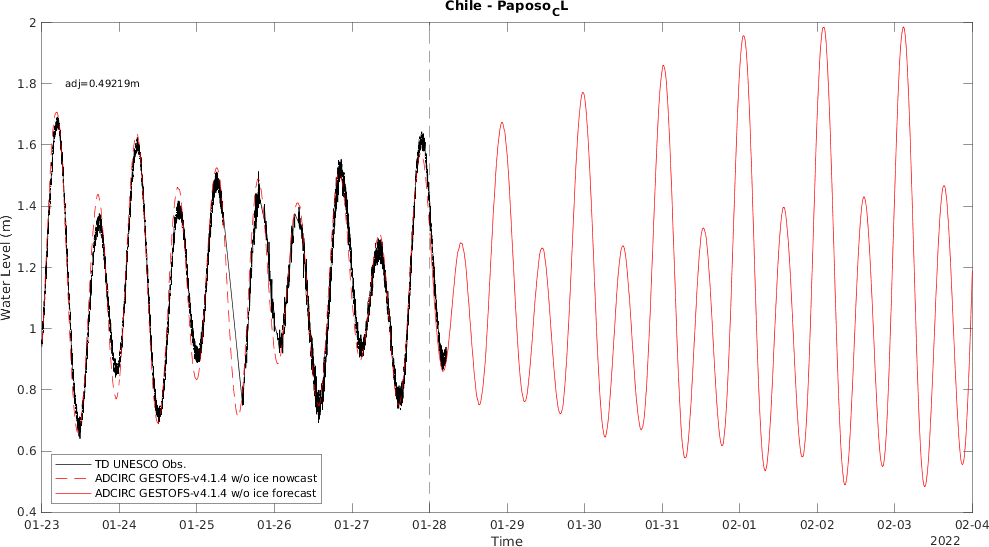 Chile - Paposo_CL
adj=0.49219m
Water Level (m)
2
1.8
1.6
1.4
1.2
1
0.8
0.6
0.4
TD UNESCO Obs.
ADCIRC GESTOFS-v4.1.4 w/o ice nowcast
ADCIRC GESTOFS-v4.1.4 w/o ice forecast
01-23 01-24 01-25 01-26 01-27 01-28 01-29 01-30 01-31 02-01 02-02 02-03 02-04
Time
2022